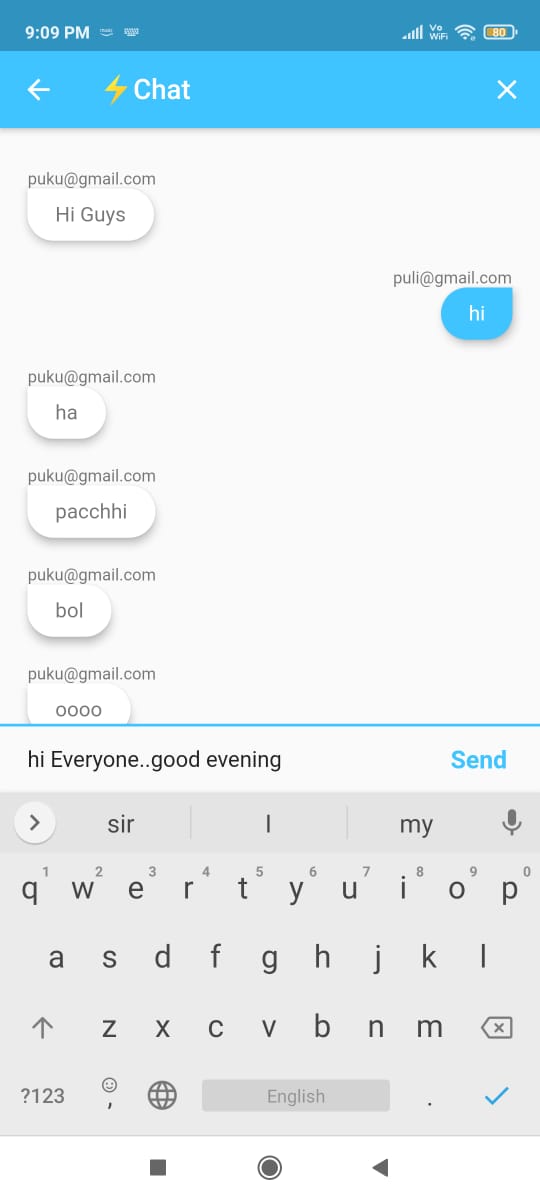 9:09 PM
Vo
WiFi
80
⚡Chat
puku@gmail.com
Hi Guys
puli@gmail.com
hi
puku@gmail.com
ha
puku@gmail.com
pacchhi
puku@gmail.com
bol
puku@gmail.com
oooo
hi Everyone..good evening
Send
sir
I
my
1 2 3 4 5 6 7 8 9 0
q w e r t y u i o p
a s d f g h j k l
z x c v b n m
?123
,
English
.